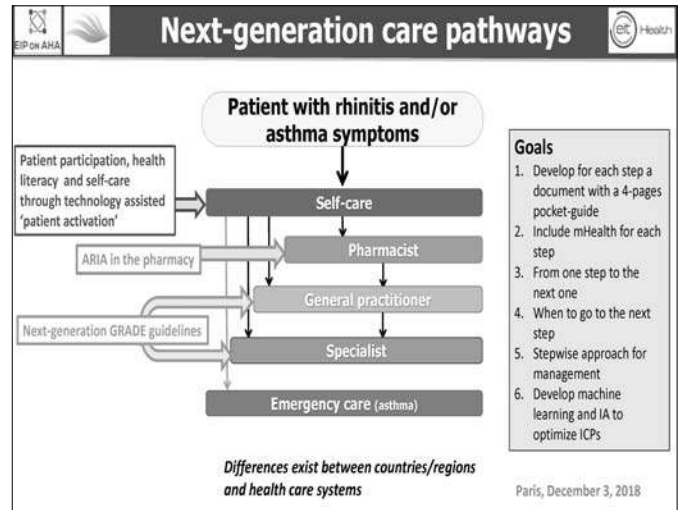 EIP ON AHA
Next-generation care pathways
eit Health
Patient with rhinitis and/or
asthma symptoms
Patient participation, health
literacy and self-care
through technology assisted
‘patient activation’
Self-care
ARIA in the pharmacy
Pharmacist
General practitioner
Next-generation GRADE guidelines
Specialist
Emergency care (asthma)
Differences exist between countries/regions
and health care systems
Goals
1. Develop for each step a
document with a 4-pages
pocket-guide
2. Include mHealth for each
step
3. From one step to the
next one
4. When to go to the next
step
5. Stepwise approach for
management
6. Develop machine
learning and IA to
optimize ICPs
Paris, December 3, 2018